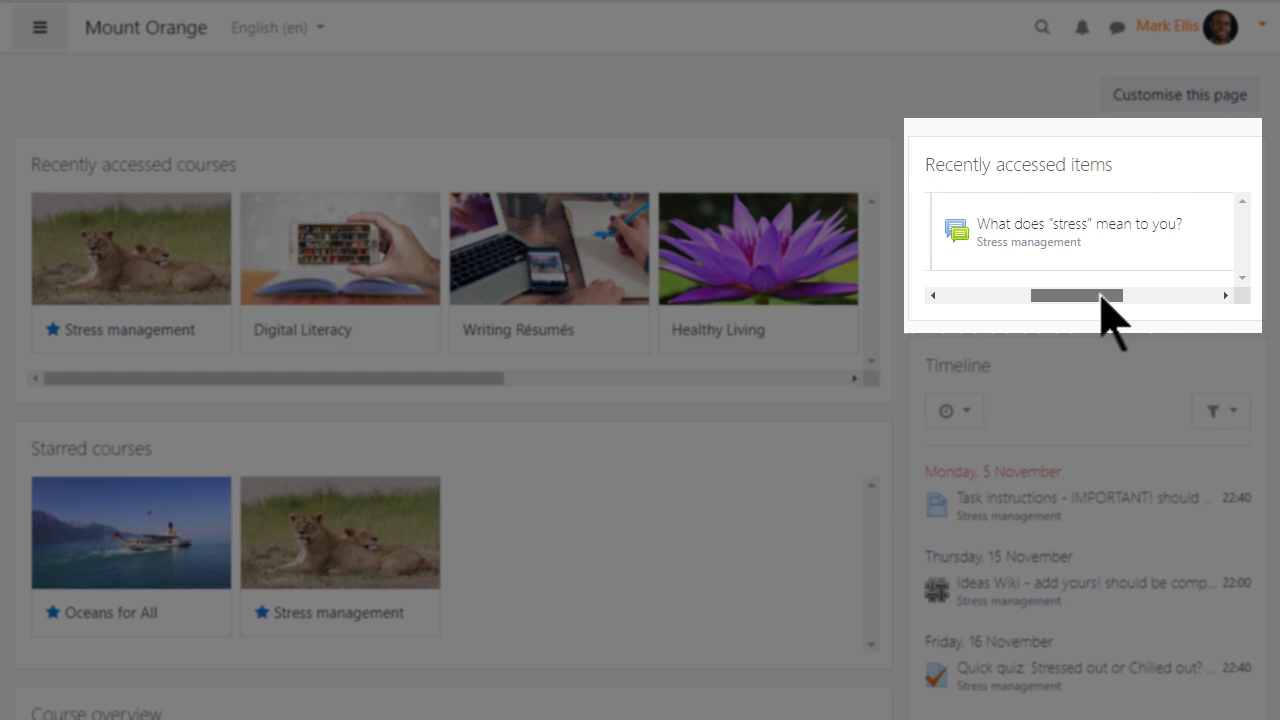 Mount Orange
English (en)
Mark Ellis
Customise this page
Recently accessed courses
Stress management
Digital Literacy
Writing Résumés
Healthy Living
Recently accessed items
What does "stress" mean to you?
Stress management
Starred courses
Oceans for All
Stress management
Timeline
Monday, 5 November
Task instructions - IMPORTANT! should ... 22:40
Stress management
Thursday, 15 November
Ideas Wiki - add yours! should be comp... 22:00
Stress management
Friday, 16 November
Quick quiz: Stressed out or Chilled out? ... 22:40
Stress management
Course overview